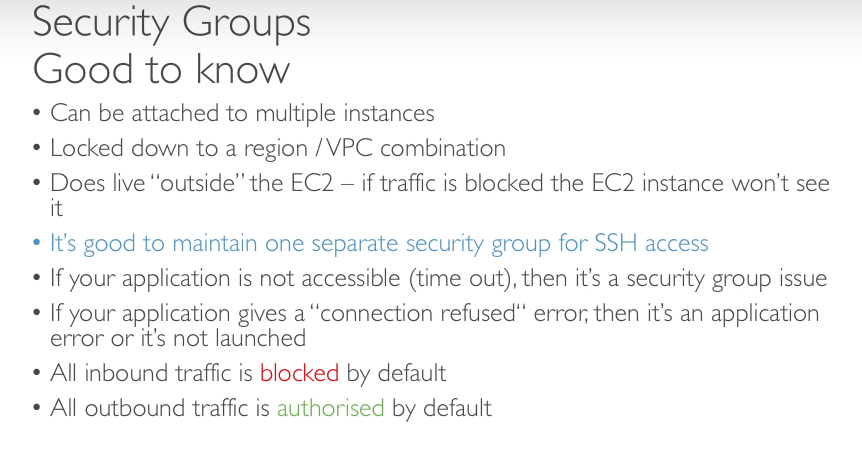 Security Groups
Good to know
• Can be attached to multiple instances
• Locked down to a region / VPC combination
• Does live “outside” the EC2 – if traffic is blocked the EC2 instance won’t see
it
• It’s good to maintain one separate security group for SSH access
• If your application is not accessible (time out), then it’s a security group issue
• If your application gives a “connection refused“ error, then it’s an application
error or it’s not launched
• All inbound traffic is blocked by default
• All outbound traffic is authorised by default